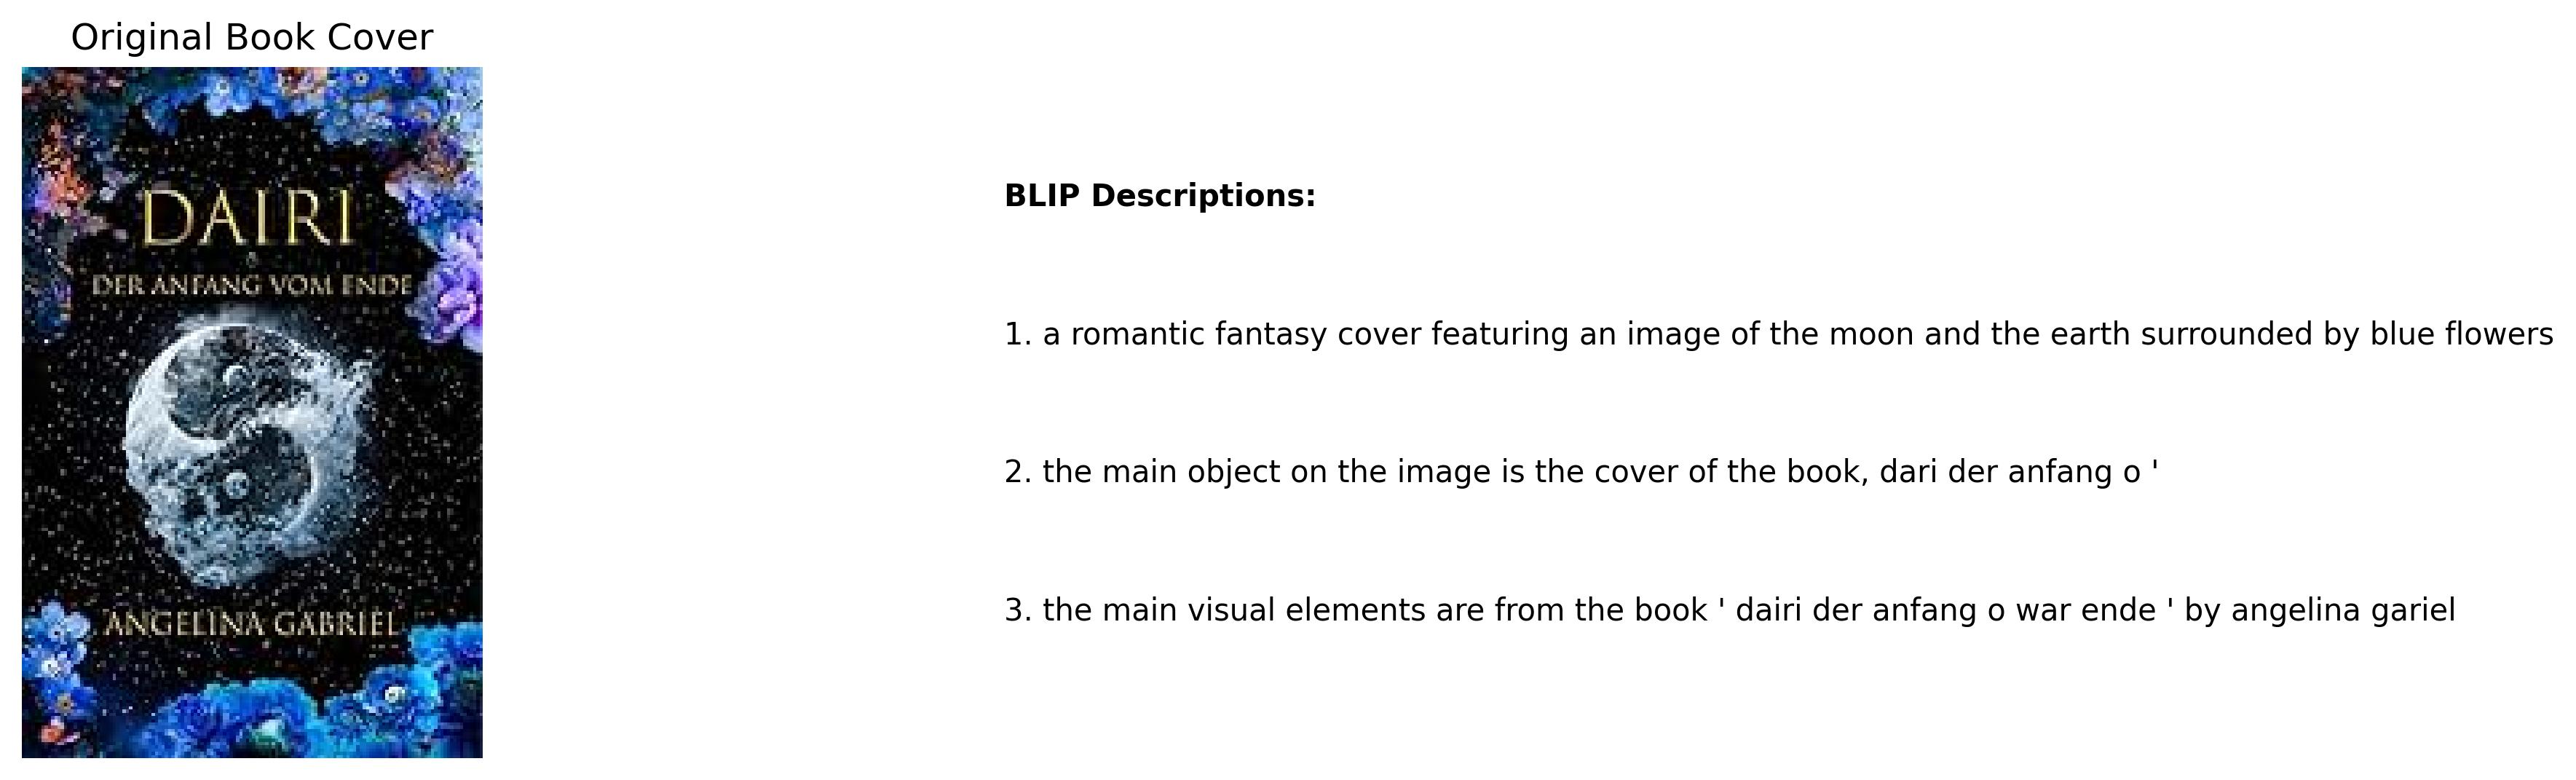 Original Book Cover
DAIRI
DER ANFANG VOM ENDE
ANGELINA GABRIEL
BLIP Descriptions:
1. a romantic fantasy cover featuring an image of the moon and the earth surrounded by blue flowers
2. the main object on the image is the cover of the book, dari der anfang o '
3. the main visual elements are from the book ' dairi der anfang o war ende ' by angelina gariel